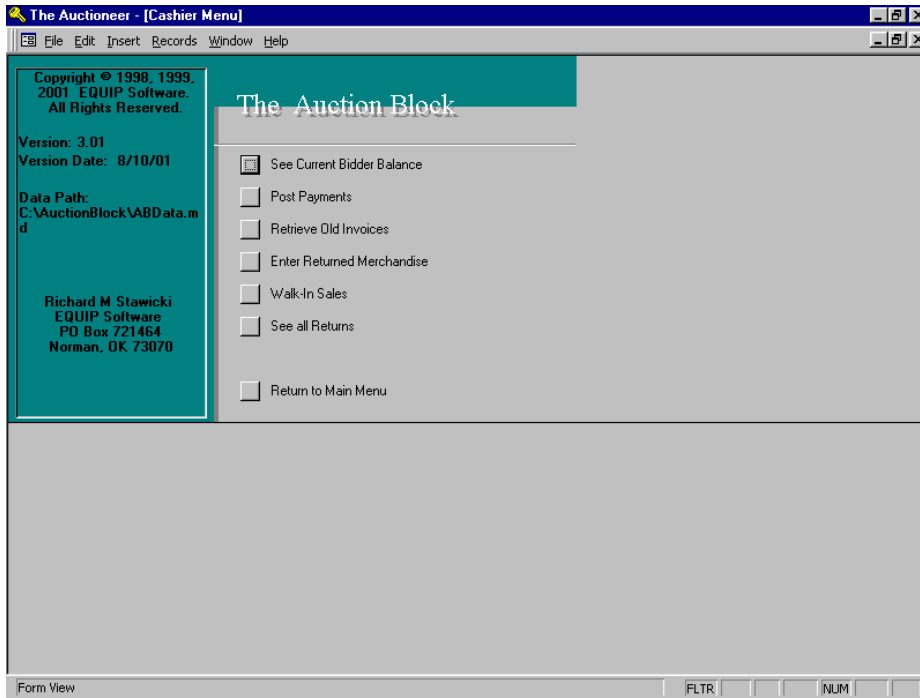 The Auctioneer - [Cashier Menu]
File Edit Insert Records Window Help
Copyright © 1998, 1999,
2001 EQUIP Software.
All Rights Reserved.
Version: 3.01
Version Date: 8/10/01
Data Path:
C:\AuctionBlock\ABData.m
d
Richard M Stawicki
EQUIP Software
PO Box 721464
Norman, OK 73070
The Auction Block
See Current Bidder Balance
Post Payments
Retrieve Old Invoices
Enter Returned Merchandise
Walk-In Sales
See all Returns
Return to Main Menu
Form View FLTR NUM